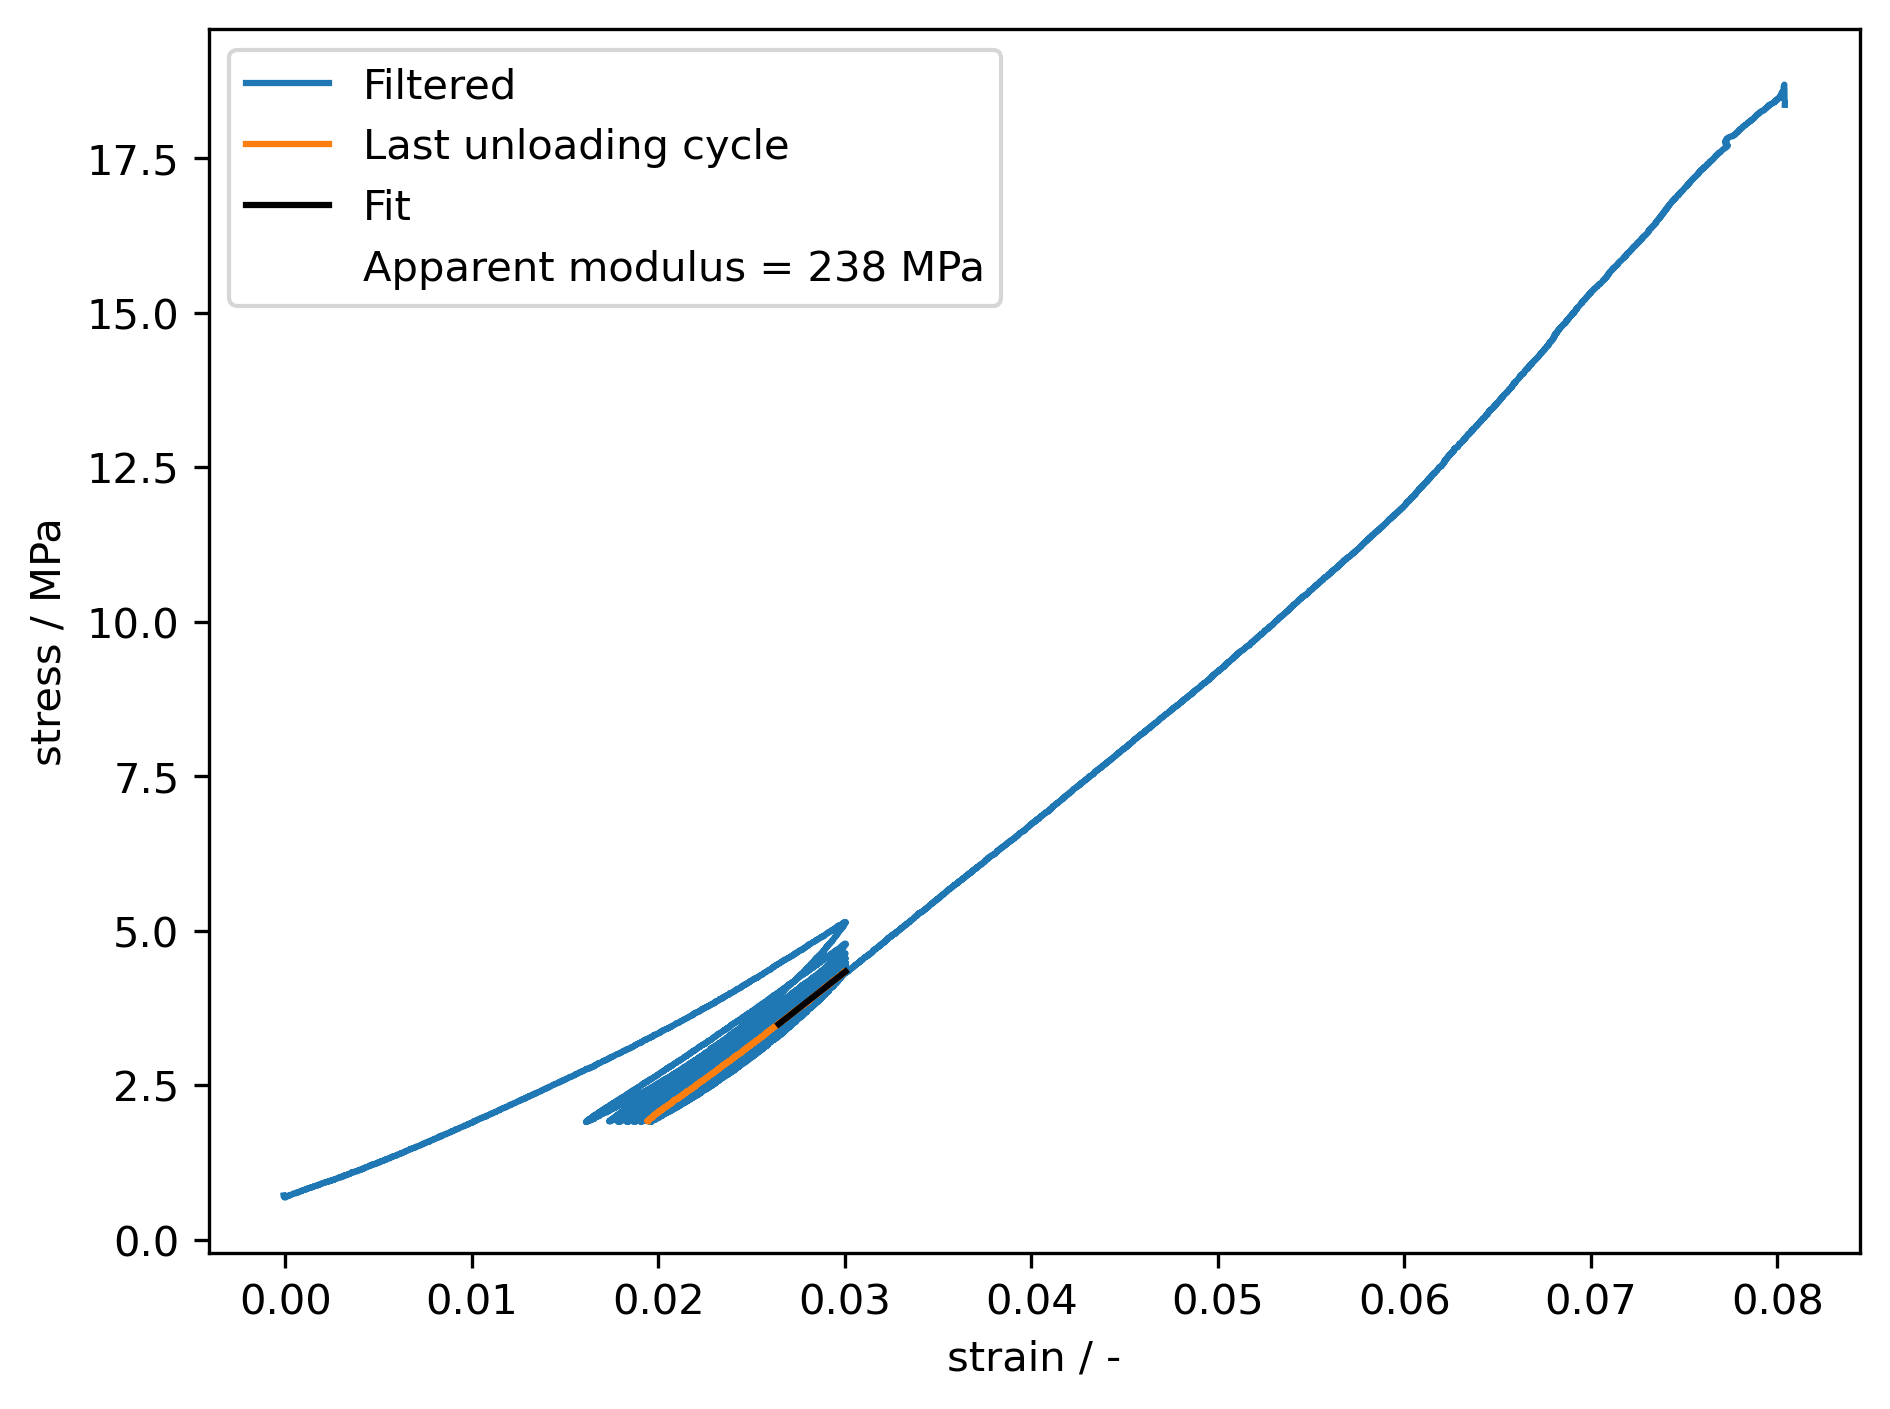 Filtered
Last unloading cycle
Fit
Apparent modulus = 238 MPa
stress / MPa
17.5
15.0
12.5
10.0
7.5
5.0
2.5
0.0
0.00 0.01 0.02 0.03 0.04 0.05 0.06 0.07 0.08
strain / -